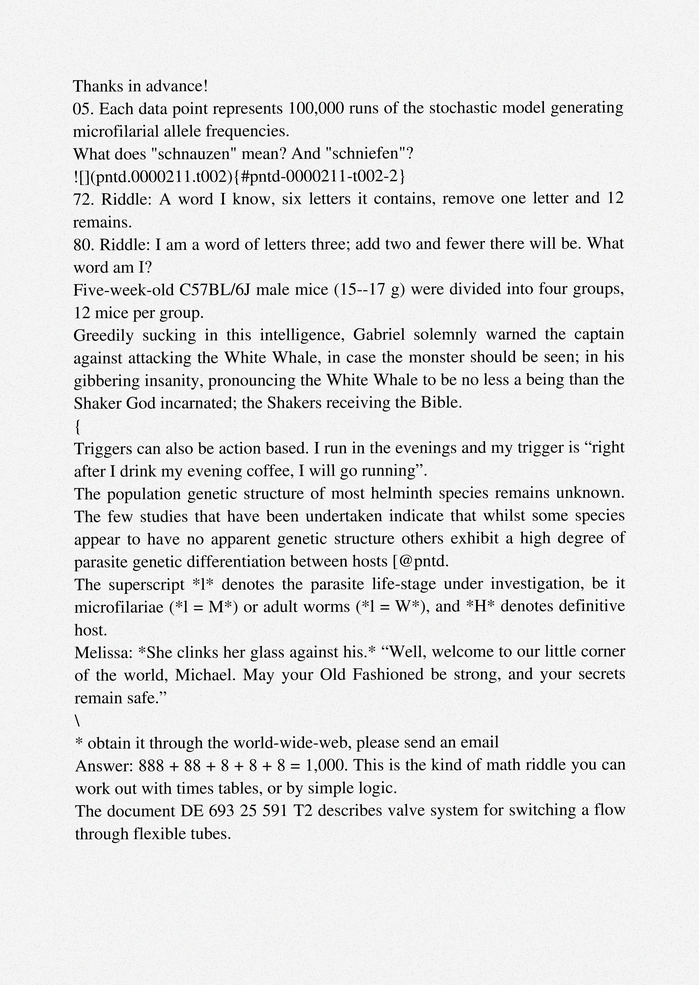 Thanks in advance!
05. Each data point represents 100,000 runs of the stochastic model generating
microfilarial allele frequencies.
What does "schnauzen" mean? And "schniefen"?
![](pntd.0000211.t002){#pntd-0000211-t002-2}
72. Riddle: A word I know, six letters it contains, remove one letter and 12
remains.
80. Riddle: I am a word of letters three; add two and fewer there will be. What
word am I?
Five-week-old C57BL/6J male mice (15--17 g) were divided into four groups,
12 mice per group.
Greedily sucking in this intelligence, Gabriel solemnly warned the captain
against attacking the White Whale, in case the monster should be seen; in his
gibbering insanity, pronouncing the White Whale to be no less a being than the
Shaker God incarnated; the Shakers receiving the Bible.
{
Triggers can also be action based. I run in the evenings and my trigger is “right
after I drink my evening coffee, I will go running”.
The population genetic structure of most helminth species remains unknown.
The few studies that have been undertaken indicate that whilst some species
appear to have no apparent genetic structure others exhibit a high degree of
parasite genetic differentiation between hosts [@pntd.
The superscript *l* denotes the parasite life-stage under investigation, be it
microfilariae (*l = M*) or adult worms (*l = W*), and *H* denotes definitive
host.
Melissa: *She clinks her glass against his.* “Well, welcome to our little corner
of the world, Michael. May your Old Fashioned be strong, and your secrets
remain safe.”
\
* obtain it through the world-wide-web, please send an email
Answer: 888 + 88 + 8 + 8 + 8 = 1,000. This is the kind of math riddle you can
work out with times tables, or by simple logic.
The document DE 693 25 591 T2 describes valve system for switching a flow
through flexible tubes.